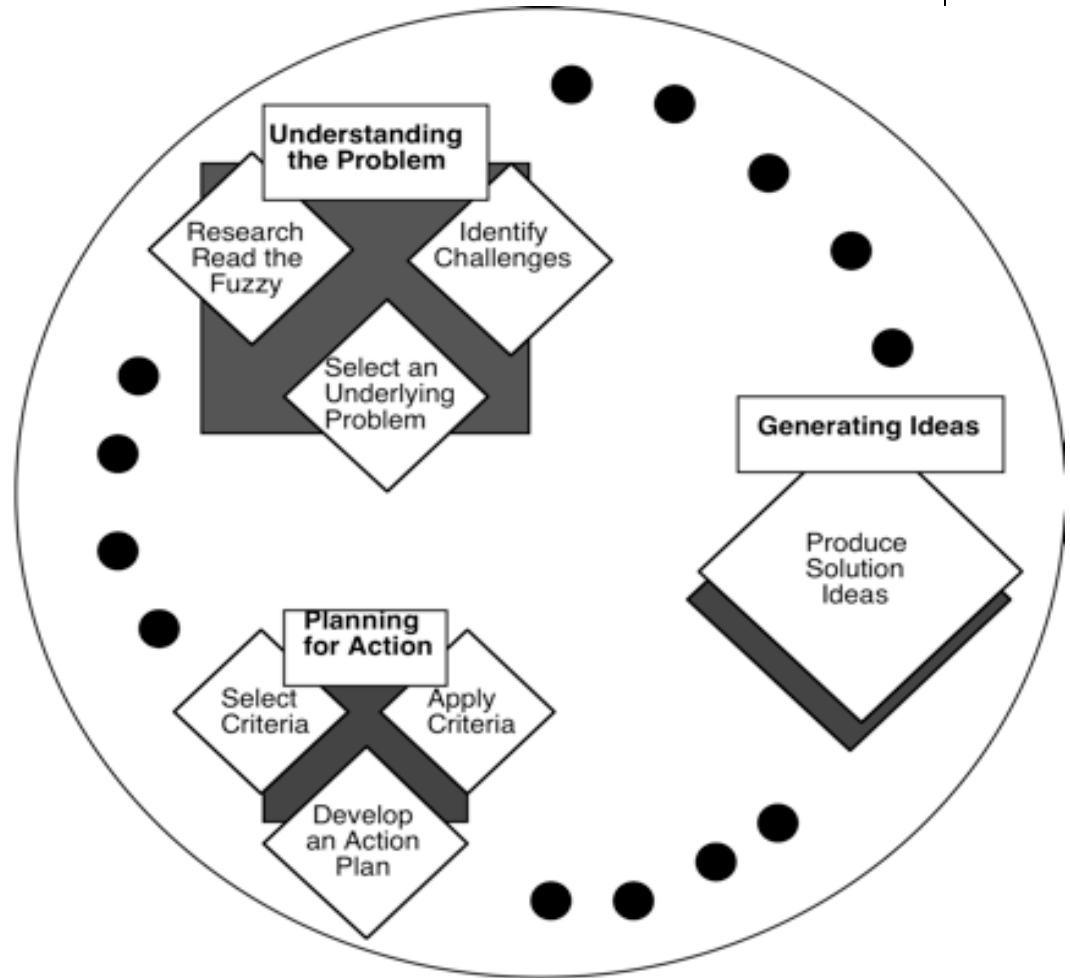 Understanding
the Problem
Research
Read the
Fuzzy
Identify
Challenges
Select an
Underlying
Problem
Generating Ideas
Produce
Solution
Ideas
Planning
for Action
Select
Criteria
Apply
Criteria
Develop
an Action
Plan